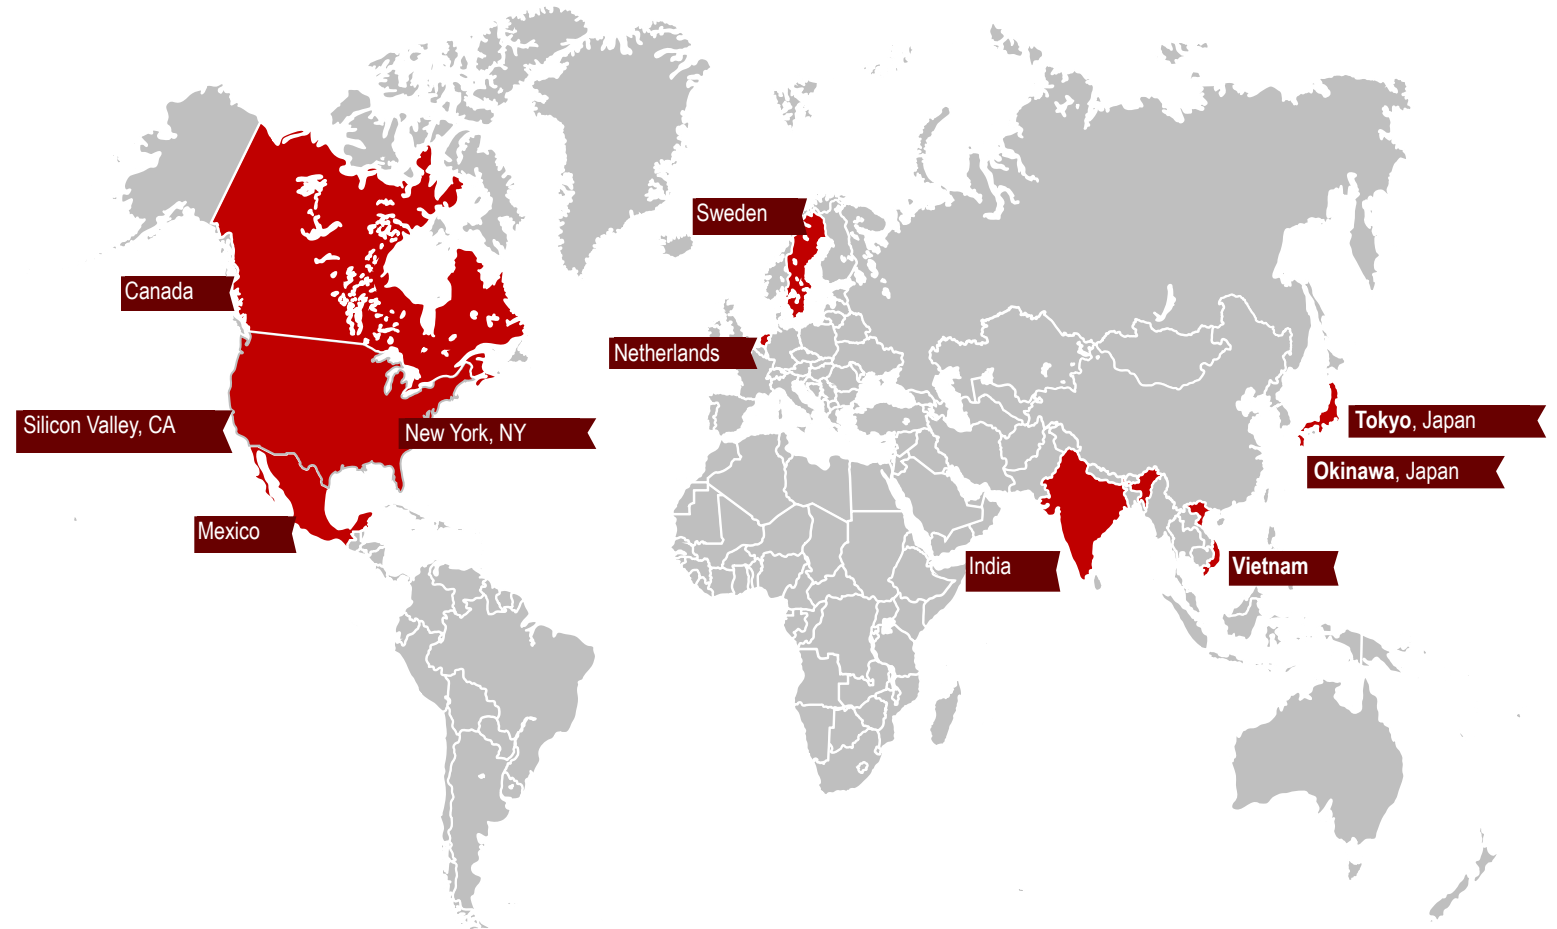 Sweden
Canada
Netherlands
Silicon Valley, CA
New York, NY
Tokyo, Japan
Okinawa, Japan
Mexico
India
Vietnam